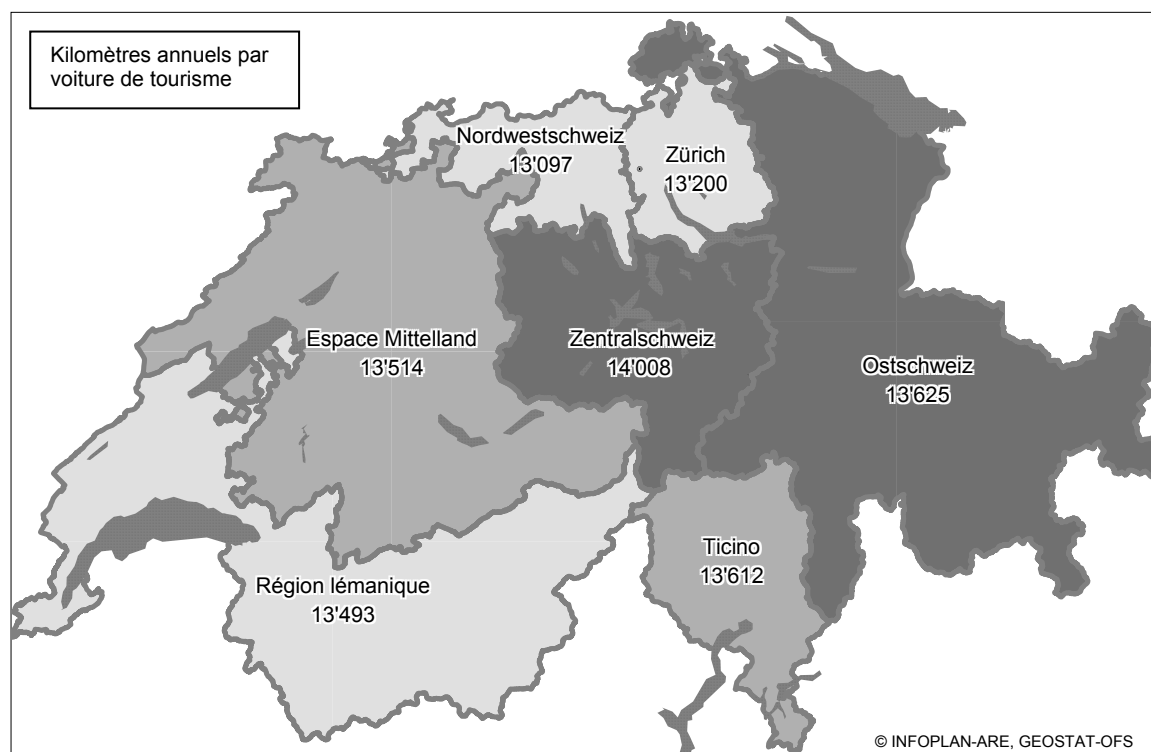 Kilomètres annuels par
voiture de tourisme
Nordwestschweiz
13'097
Zürich
13'200
Espace Mittelland
13'514
Zentralschweiz
14'008
Ostschweiz
13'625
Ticino
13'612
Région lémanique
13'493
© INFOPLAN-ARE, GEOSTAT-OFS